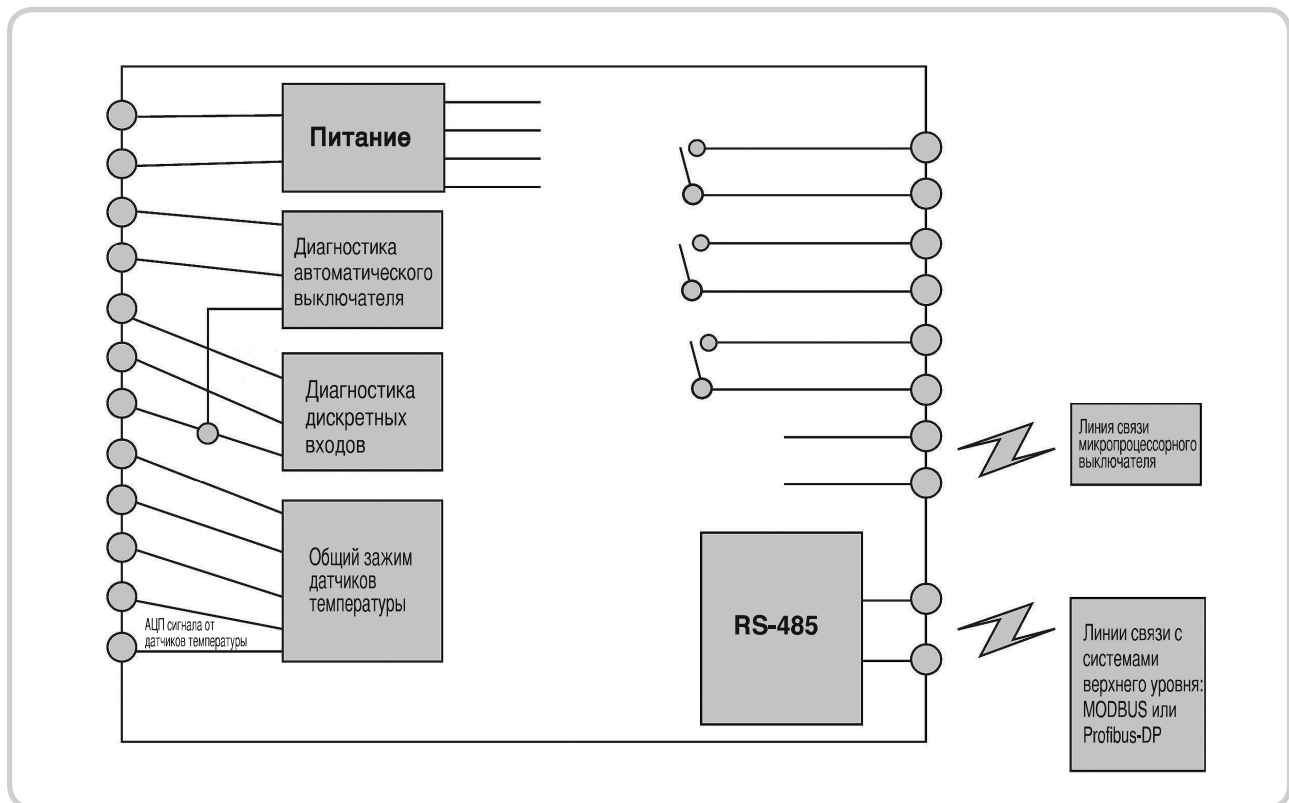 Питание
Диагностика
автоматического
выключателя
Диагностика
дискретных
входов
Общий зажим
датчиков
температуры
АЦП сигнала от
датчиков температуры
RS-485
Линия связи
микропроцессорного
выключателя
Линии связи с
системами
верхнего уровня:
MODBUS или
Profibus-DP